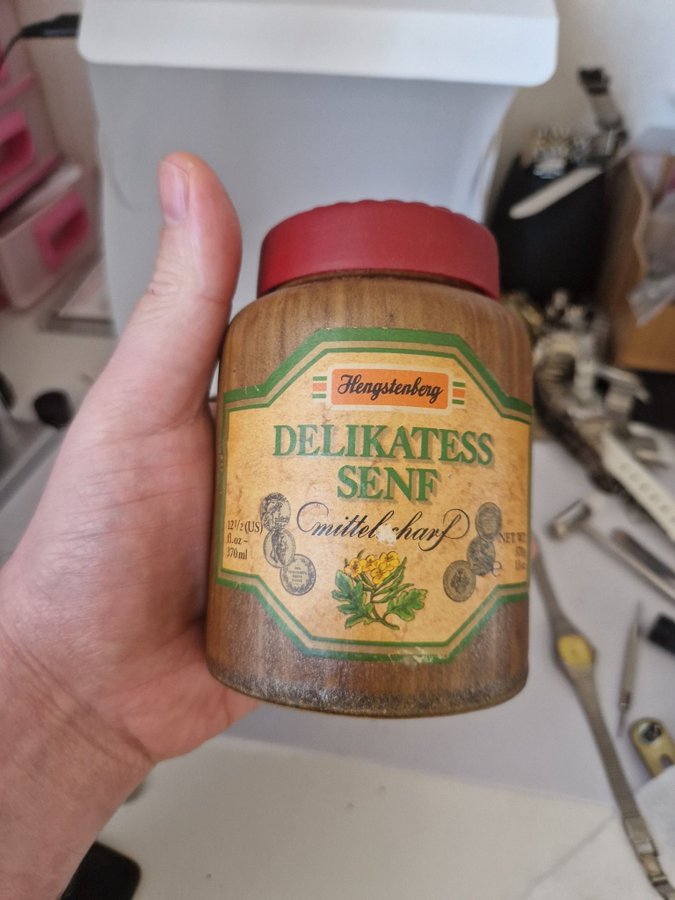 Hengstenberg
DELIKATESS
SENF
mittelscharf
12 1/2 (US)
fl.oz –
370 ml
NET WT
℮